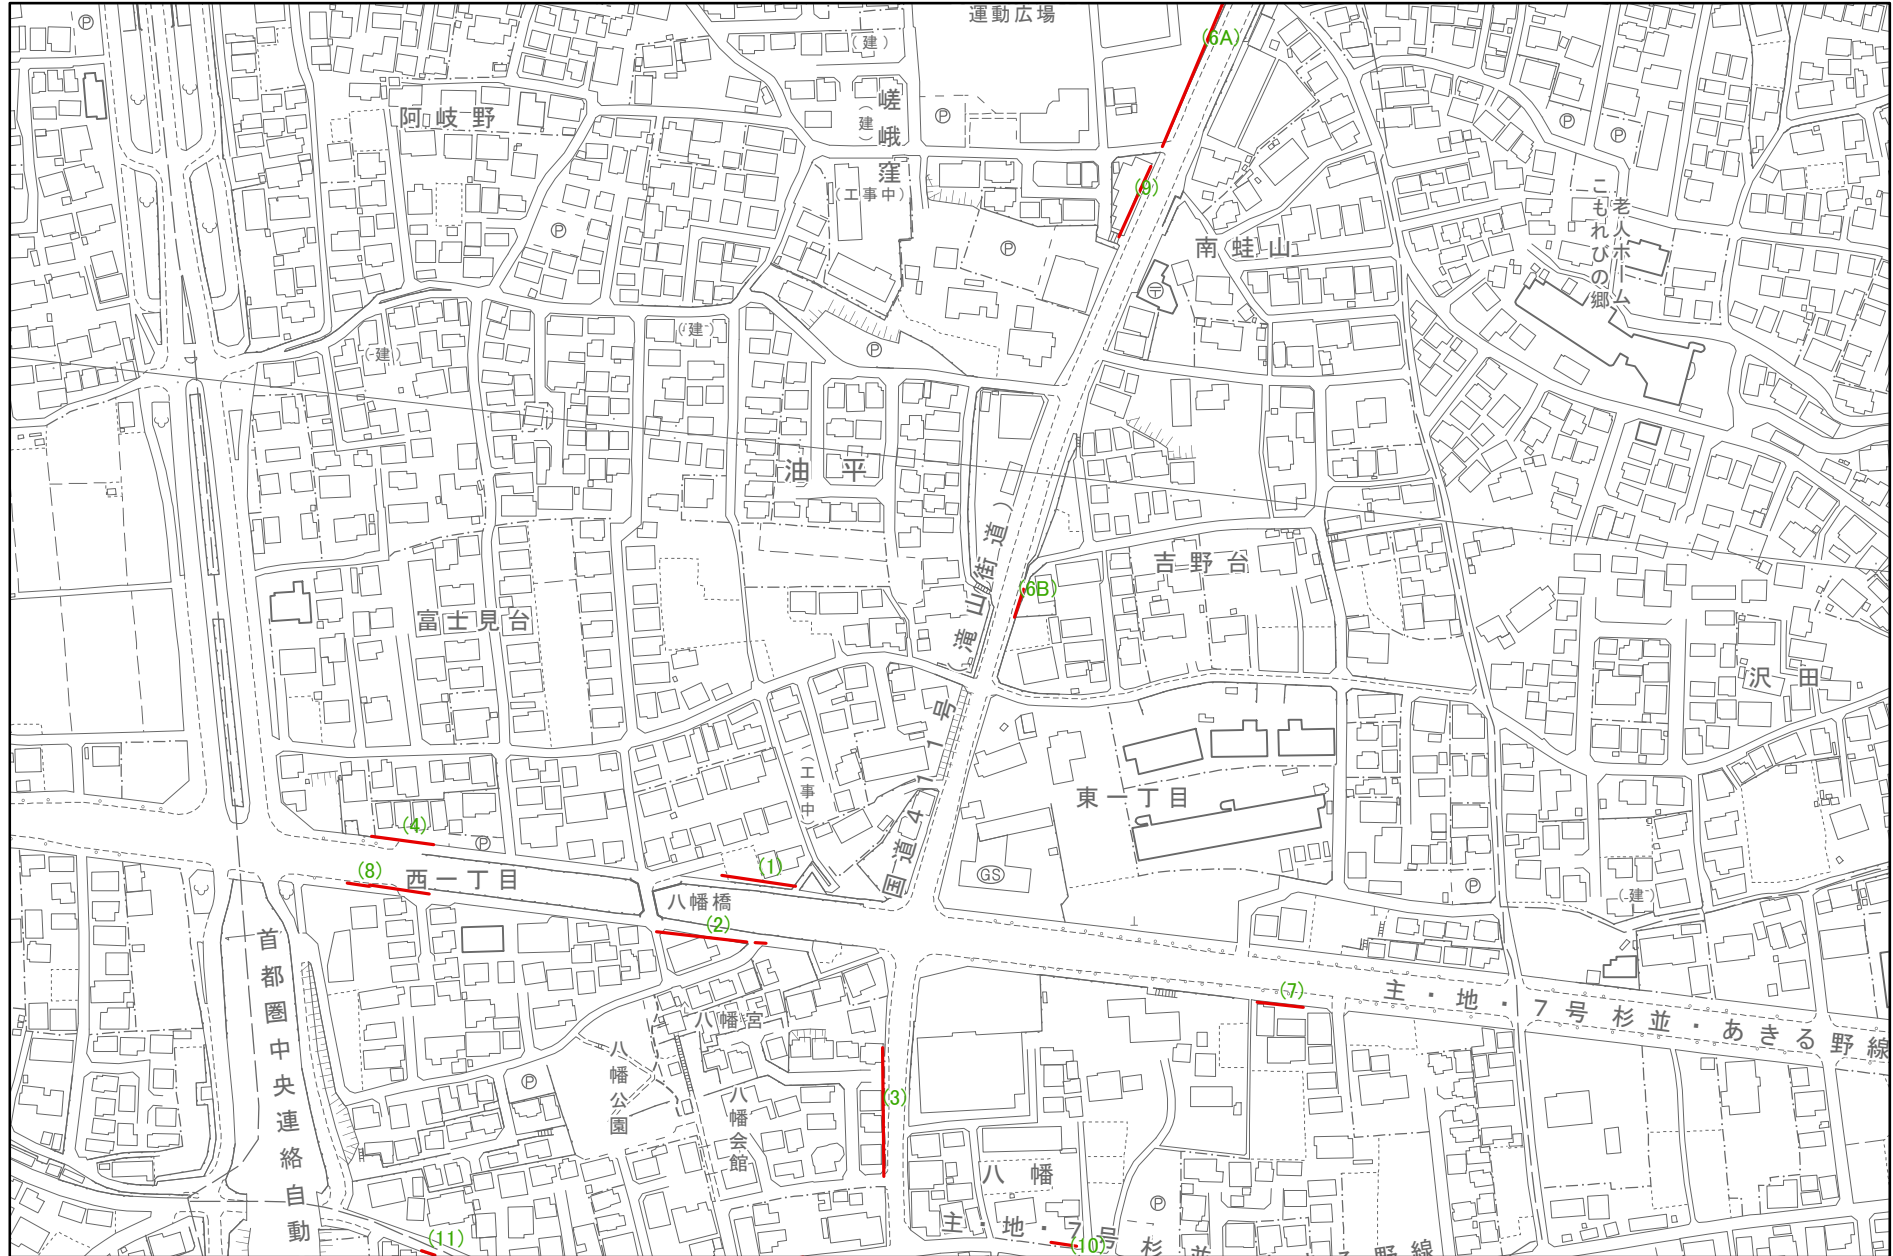 運動広場
(6A)
Ⓟ
(建)
阿岐野
嵯峨窪
(建)
Ⓟ
Ⓟ
Ⓟ
(工事中)
(9)
老人ホーム
こもれびの郷
Ⓟ
Ⓟ
南蛙山
〒
(建)
(建)
Ⓟ
油平
吉野台
(6B)
富士見台
国道411号(滝山街道)
沢田
(工事中)
東一丁目
(4)
Ⓟ
(8)
西一丁目
(1)
GS
Ⓟ
八幡橋
(建)
(2)
首都圏中央連絡自動
(7)
主・地・7号杉並・あきる野線
八幡宮
八幡公園
Ⓟ
八幡会館
(3)
八幡
Ⓟ
主・地・7号杉並
る野線
(10)
(11)